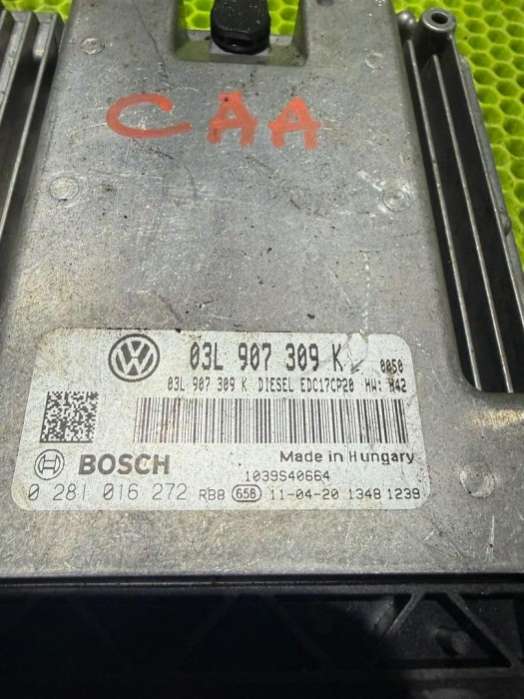 CAA
03L 907 309 K 0050
03L 907 309 K DIESEL EDC17CP20 HW: H42
BOSCH Made in Hungary
1039S40664
0 281 016 272 RBB 658 11-04-20 1348 1239